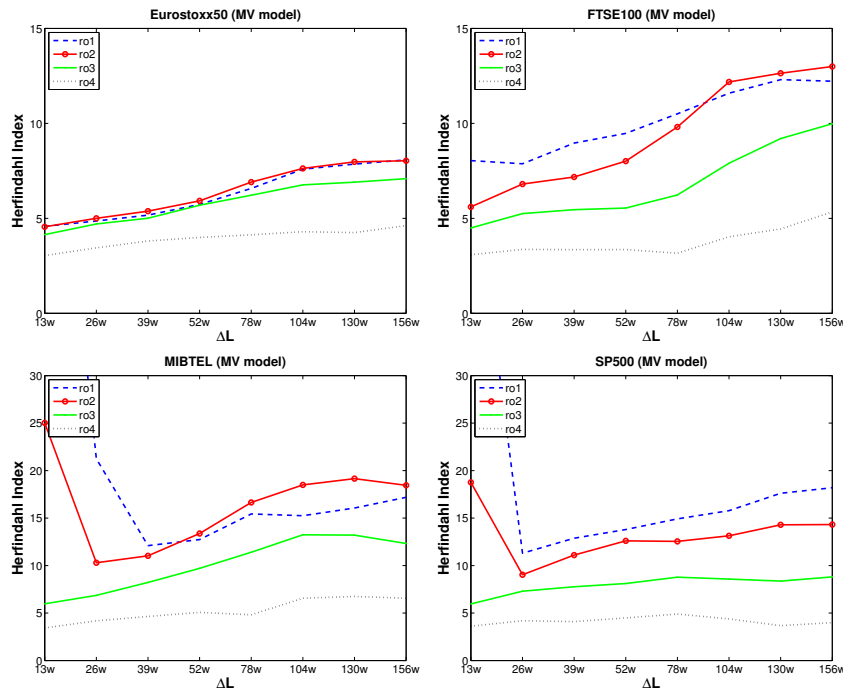 Eurostoxx50 (MV model)
15
10
5
0
Herfindahl Index
ro1
ro2
ro3
ro4
13w 26w 39w 52w 78w 104w 130w 156w
ΔL
FTSE100 (MV model)
15
10
5
0
Herfindahl Index
ro1
ro2
ro3
ro4
13w 26w 39w 52w 78w 104w 130w 156w
ΔL
MIBTEL (MV model)
30
25
20
15
10
5
0
Herfindahl Index
ro1
ro2
ro3
ro4
13w 26w 39w 52w 78w 104w 130w 156w
ΔL
SP500 (MV model)
30
25
20
15
10
5
0
Herfindahl Index
ro1
ro2
ro3
ro4
13w 26w 39w 52w 78w 104w 130w 156w
ΔL